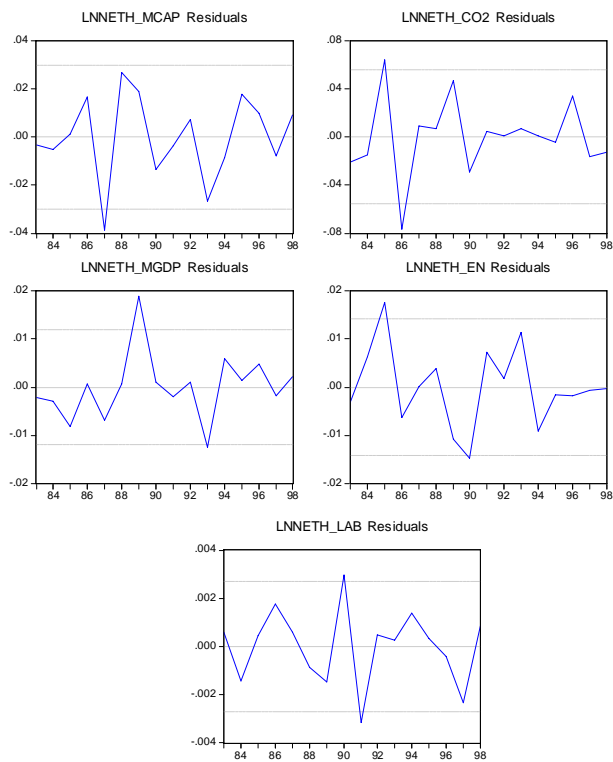 LNNETH_MCAP Residuals
.04
.02
.00
-.02
-.04
84 86 88 90 92 94 96 98
LNNETH_CO2 Residuals
.08
.04
.00
-.04
-.08
84 86 88 90 92 94 96 98
LNNETH_MGDP Residuals
.02
.01
.00
-.01
-.02
84 86 88 90 92 94 96 98
LNNETH_EN Residuals
.02
.01
.00
-.01
-.02
84 86 88 90 92 94 96 98
LNNETH_LAB Residuals
.004
.002
.000
-.002
-.004
84 86 88 90 92 94 96 98